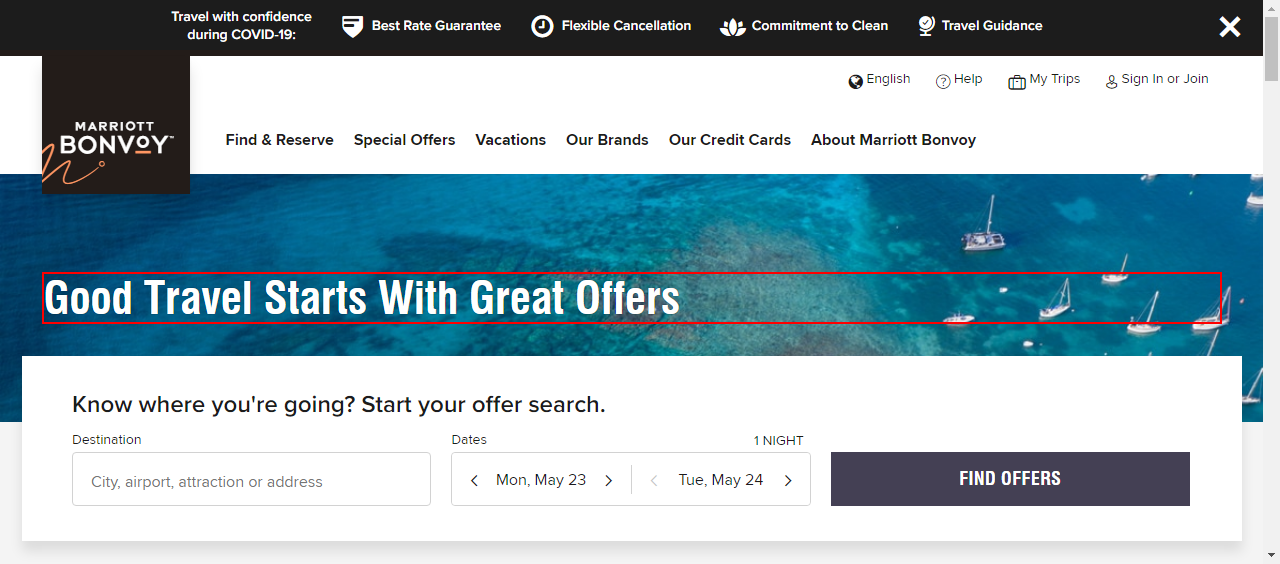 Travel with confidence
during COVID-19:
Best Rate Guarantee
Flexible Cancellation
Commitment to Clean
Travel Guidance
English
Help
My Trips
Sign In or Join
MARRIOTT
BONVOY™
Find & Reserve
Special Offers
Vacations
Our Brands
Our Credit Cards
About Marriott Bonvoy
Good Travel Starts With Great Offers
Know where you're going? Start your offer search.
Destination
Dates
1 NIGHT
City, airport, attraction or address
Mon, May 23
Tue, May 24
FIND OFFERS